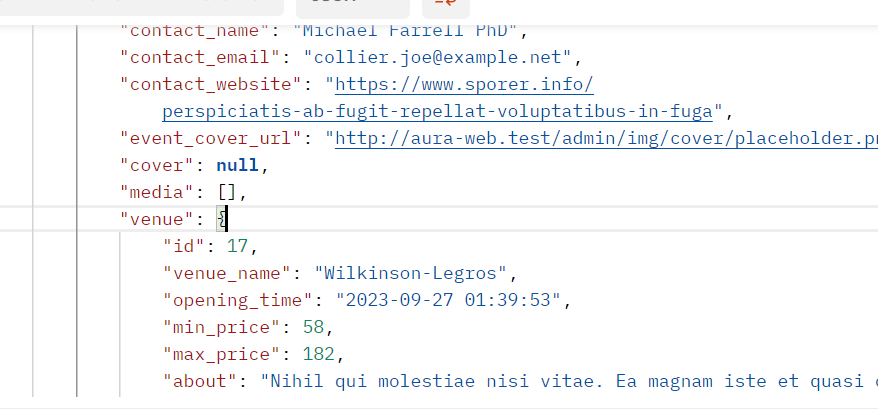 "contact_name": "Michael Farrell PhD",
"contact_email": "collier.joe@example.net",
"contact_website": "https://www.sporer.info/
perspiciatis-ab-fugit-repellat-voluptatibus-in-fuga",
"event_cover_url": "http://aura-web.test/admin/img/cover/placeholder.pn
"cover": null,
"media": [],
"venue": {
"id": 17,
"venue_name": "Wilkinson-Legros",
"opening_time": "2023-09-27 01:39:53",
"min_price": 58,
"max_price": 182,
"about": "Nihil qui molestiae nisi vitae. Ea magnam iste et quasi